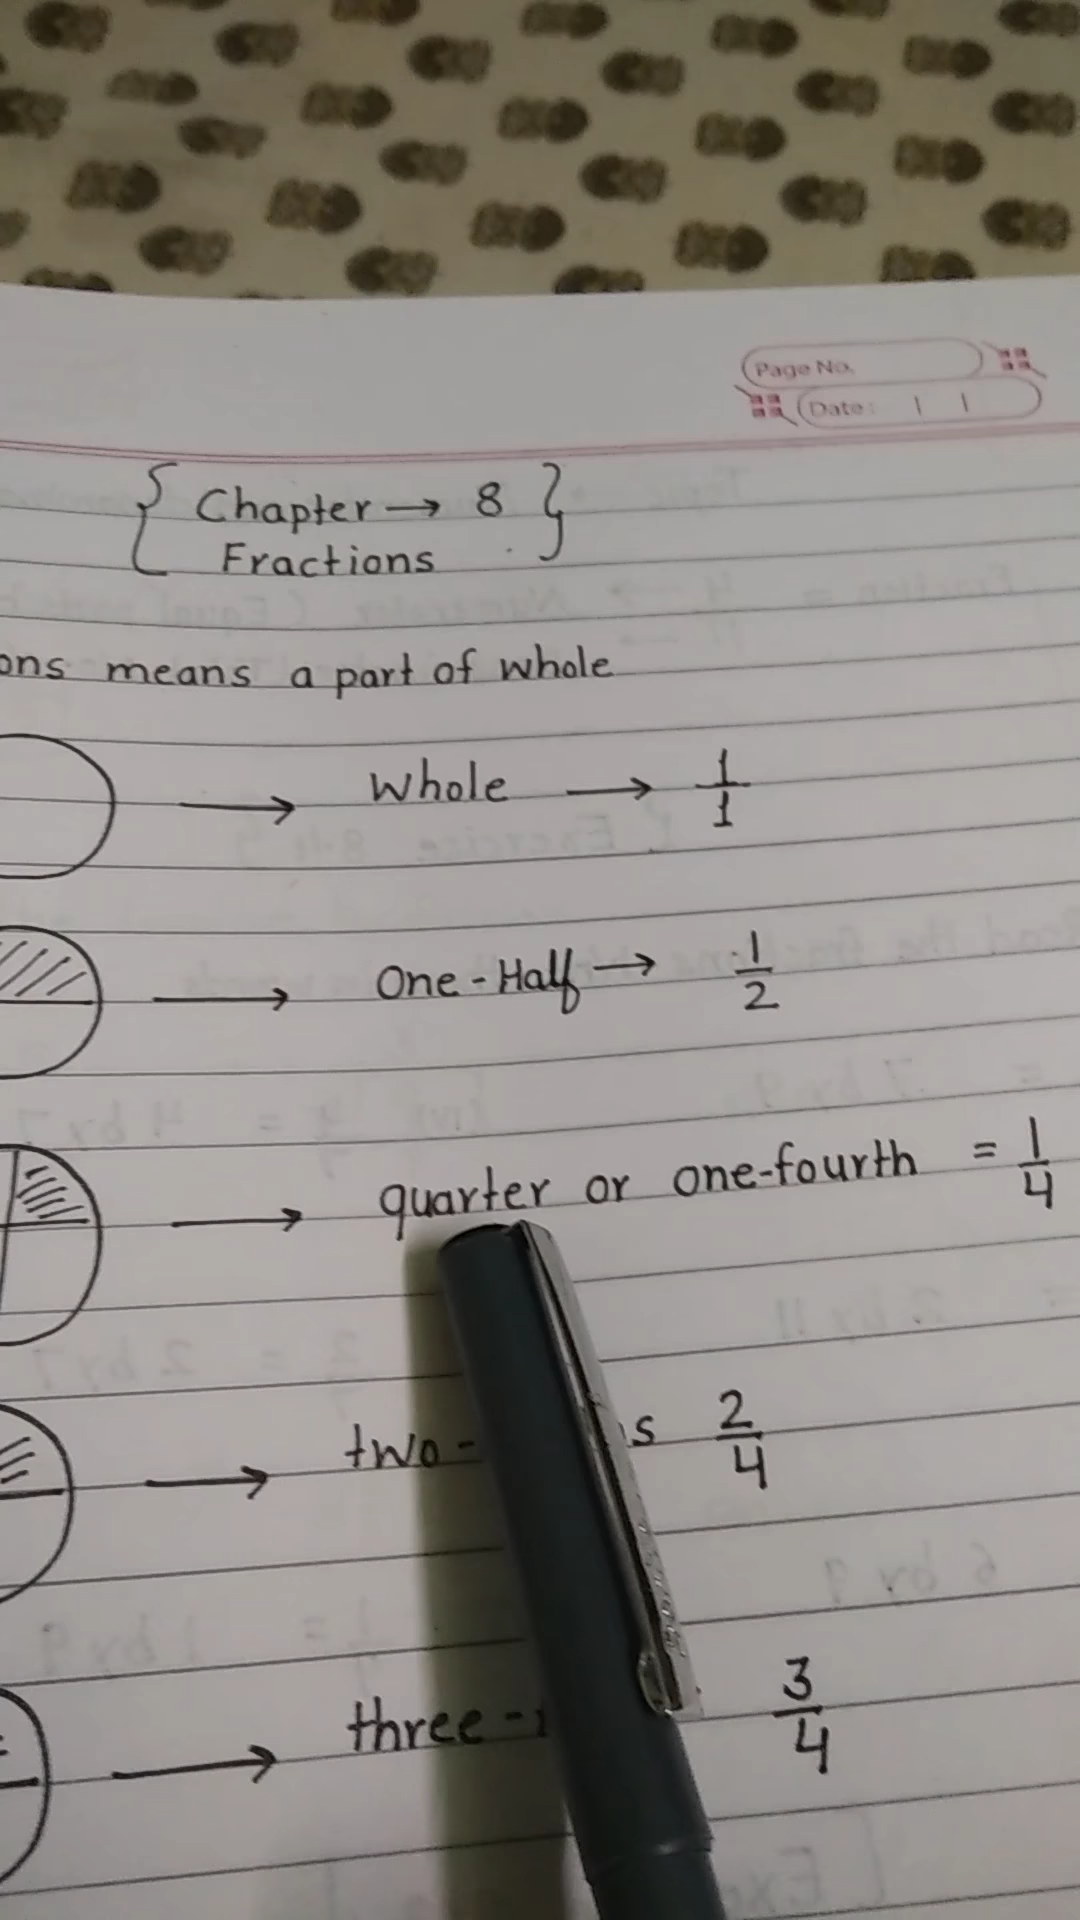 Page No.
Date:
Chapter → 8
Fractions
means a part of whole
whole → 1/1
One-Half → 1/2
quarter or one-fourth = 1/4
two- 2/4
three- 3/4